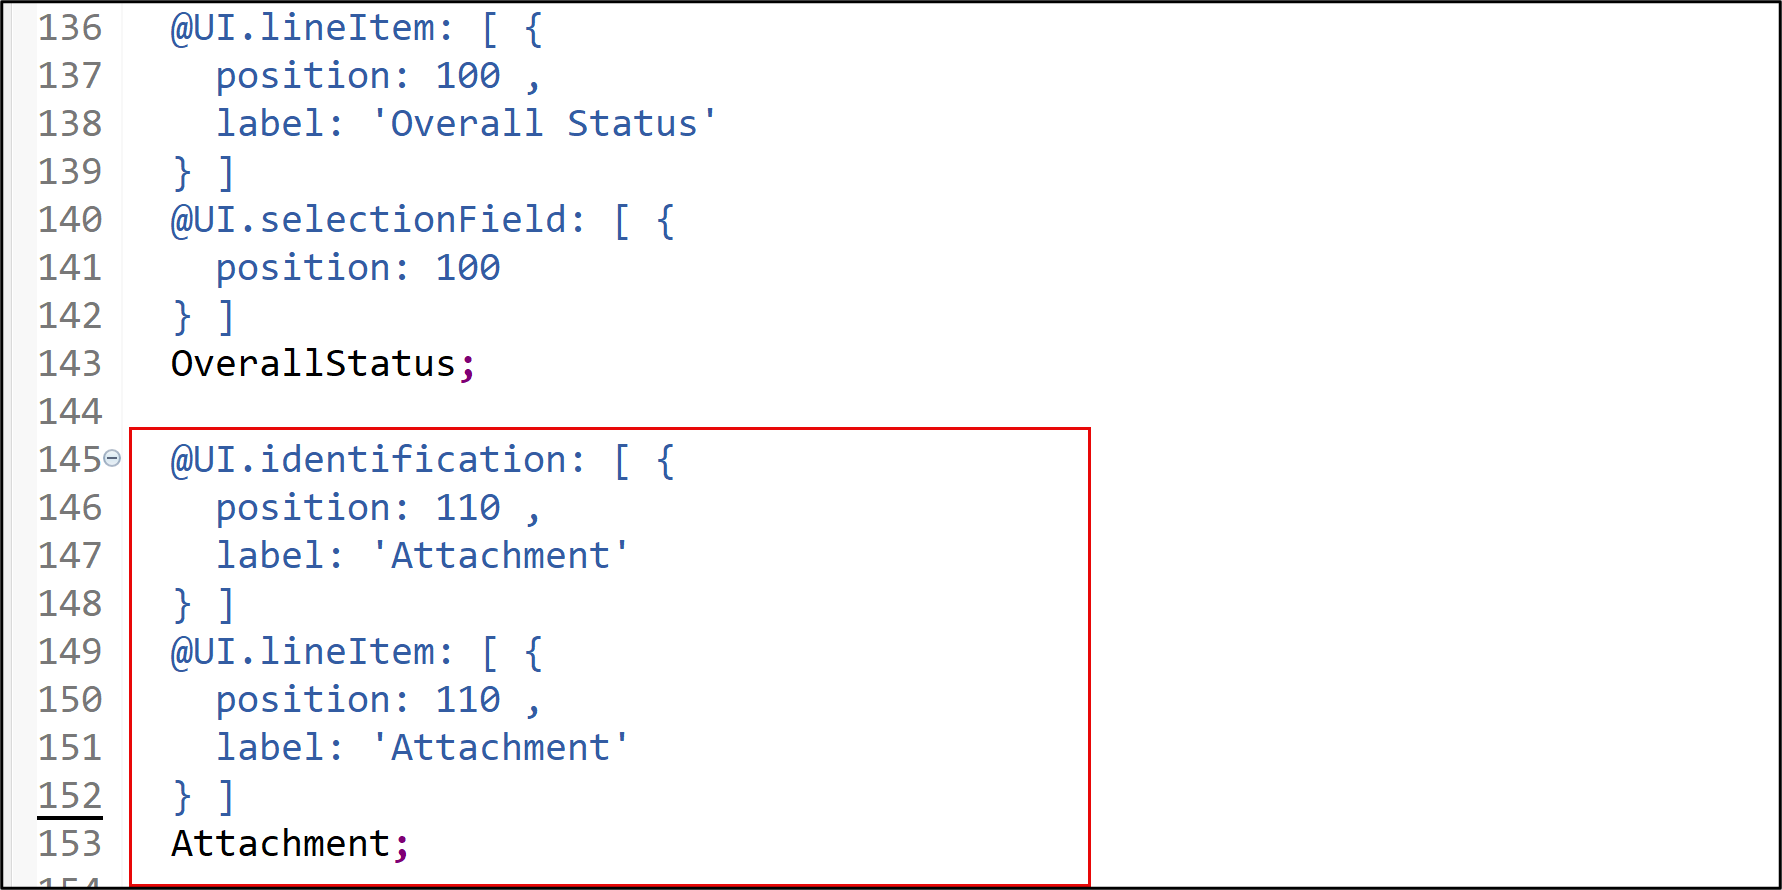 136 @UI.lineItem: [ {
137 position: 100 ,
138 label: 'Overall Status'
139 } ]
140 @UI.selectionField: [ {
141 position: 100
142 } ]
143 OverallStatus;
144
145 @UI.identification: [ {
146 position: 110 ,
147 label: 'Attachment'
148 } ]
149 @UI.lineItem: [ {
150 position: 110 ,
151 label: 'Attachment'
152 } ]
153 Attachment;
154